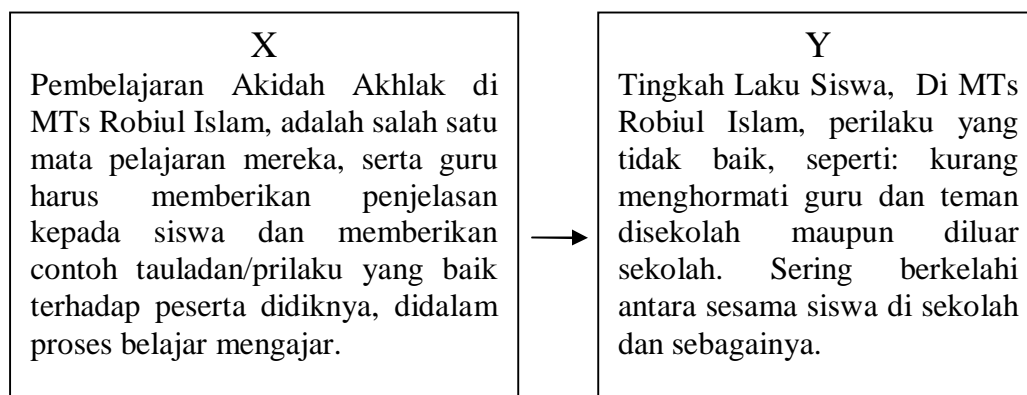 X
Pembelajaran Akidah Akhlak di
MTs Robiul Islam, adalah salah satu
mata pelajaran mereka, serta guru
harus memberikan penjelasan
kepada siswa dan memberikan
contoh tauladan/prilaku yang baik
terhadap peserta didiknya, didalam
proses belajar mengajar.
Y
Tingkah Laku Siswa, Di MTs
Robiul Islam, perilaku yang
tidak baik, seperti: kurang
menghormati guru dan teman
disekolah maupun diluar
sekolah. Sering berkelahi
antara sesama siswa di sekolah
dan sebagainya.